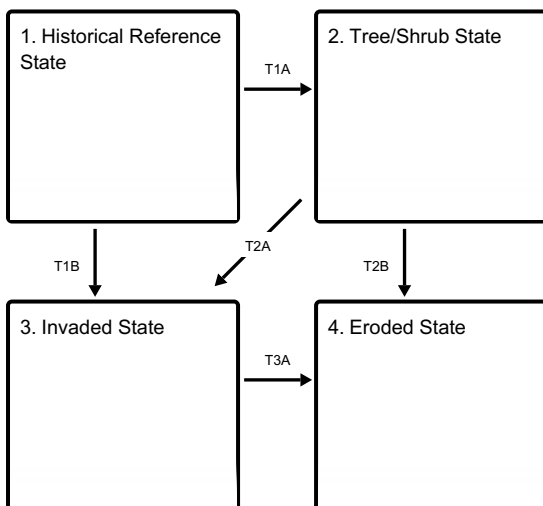 1. Historical Reference
State
2. Tree/Shrub State
T1A
T1B
T2A
T2B
3. Invaded State
4. Eroded State
T3A